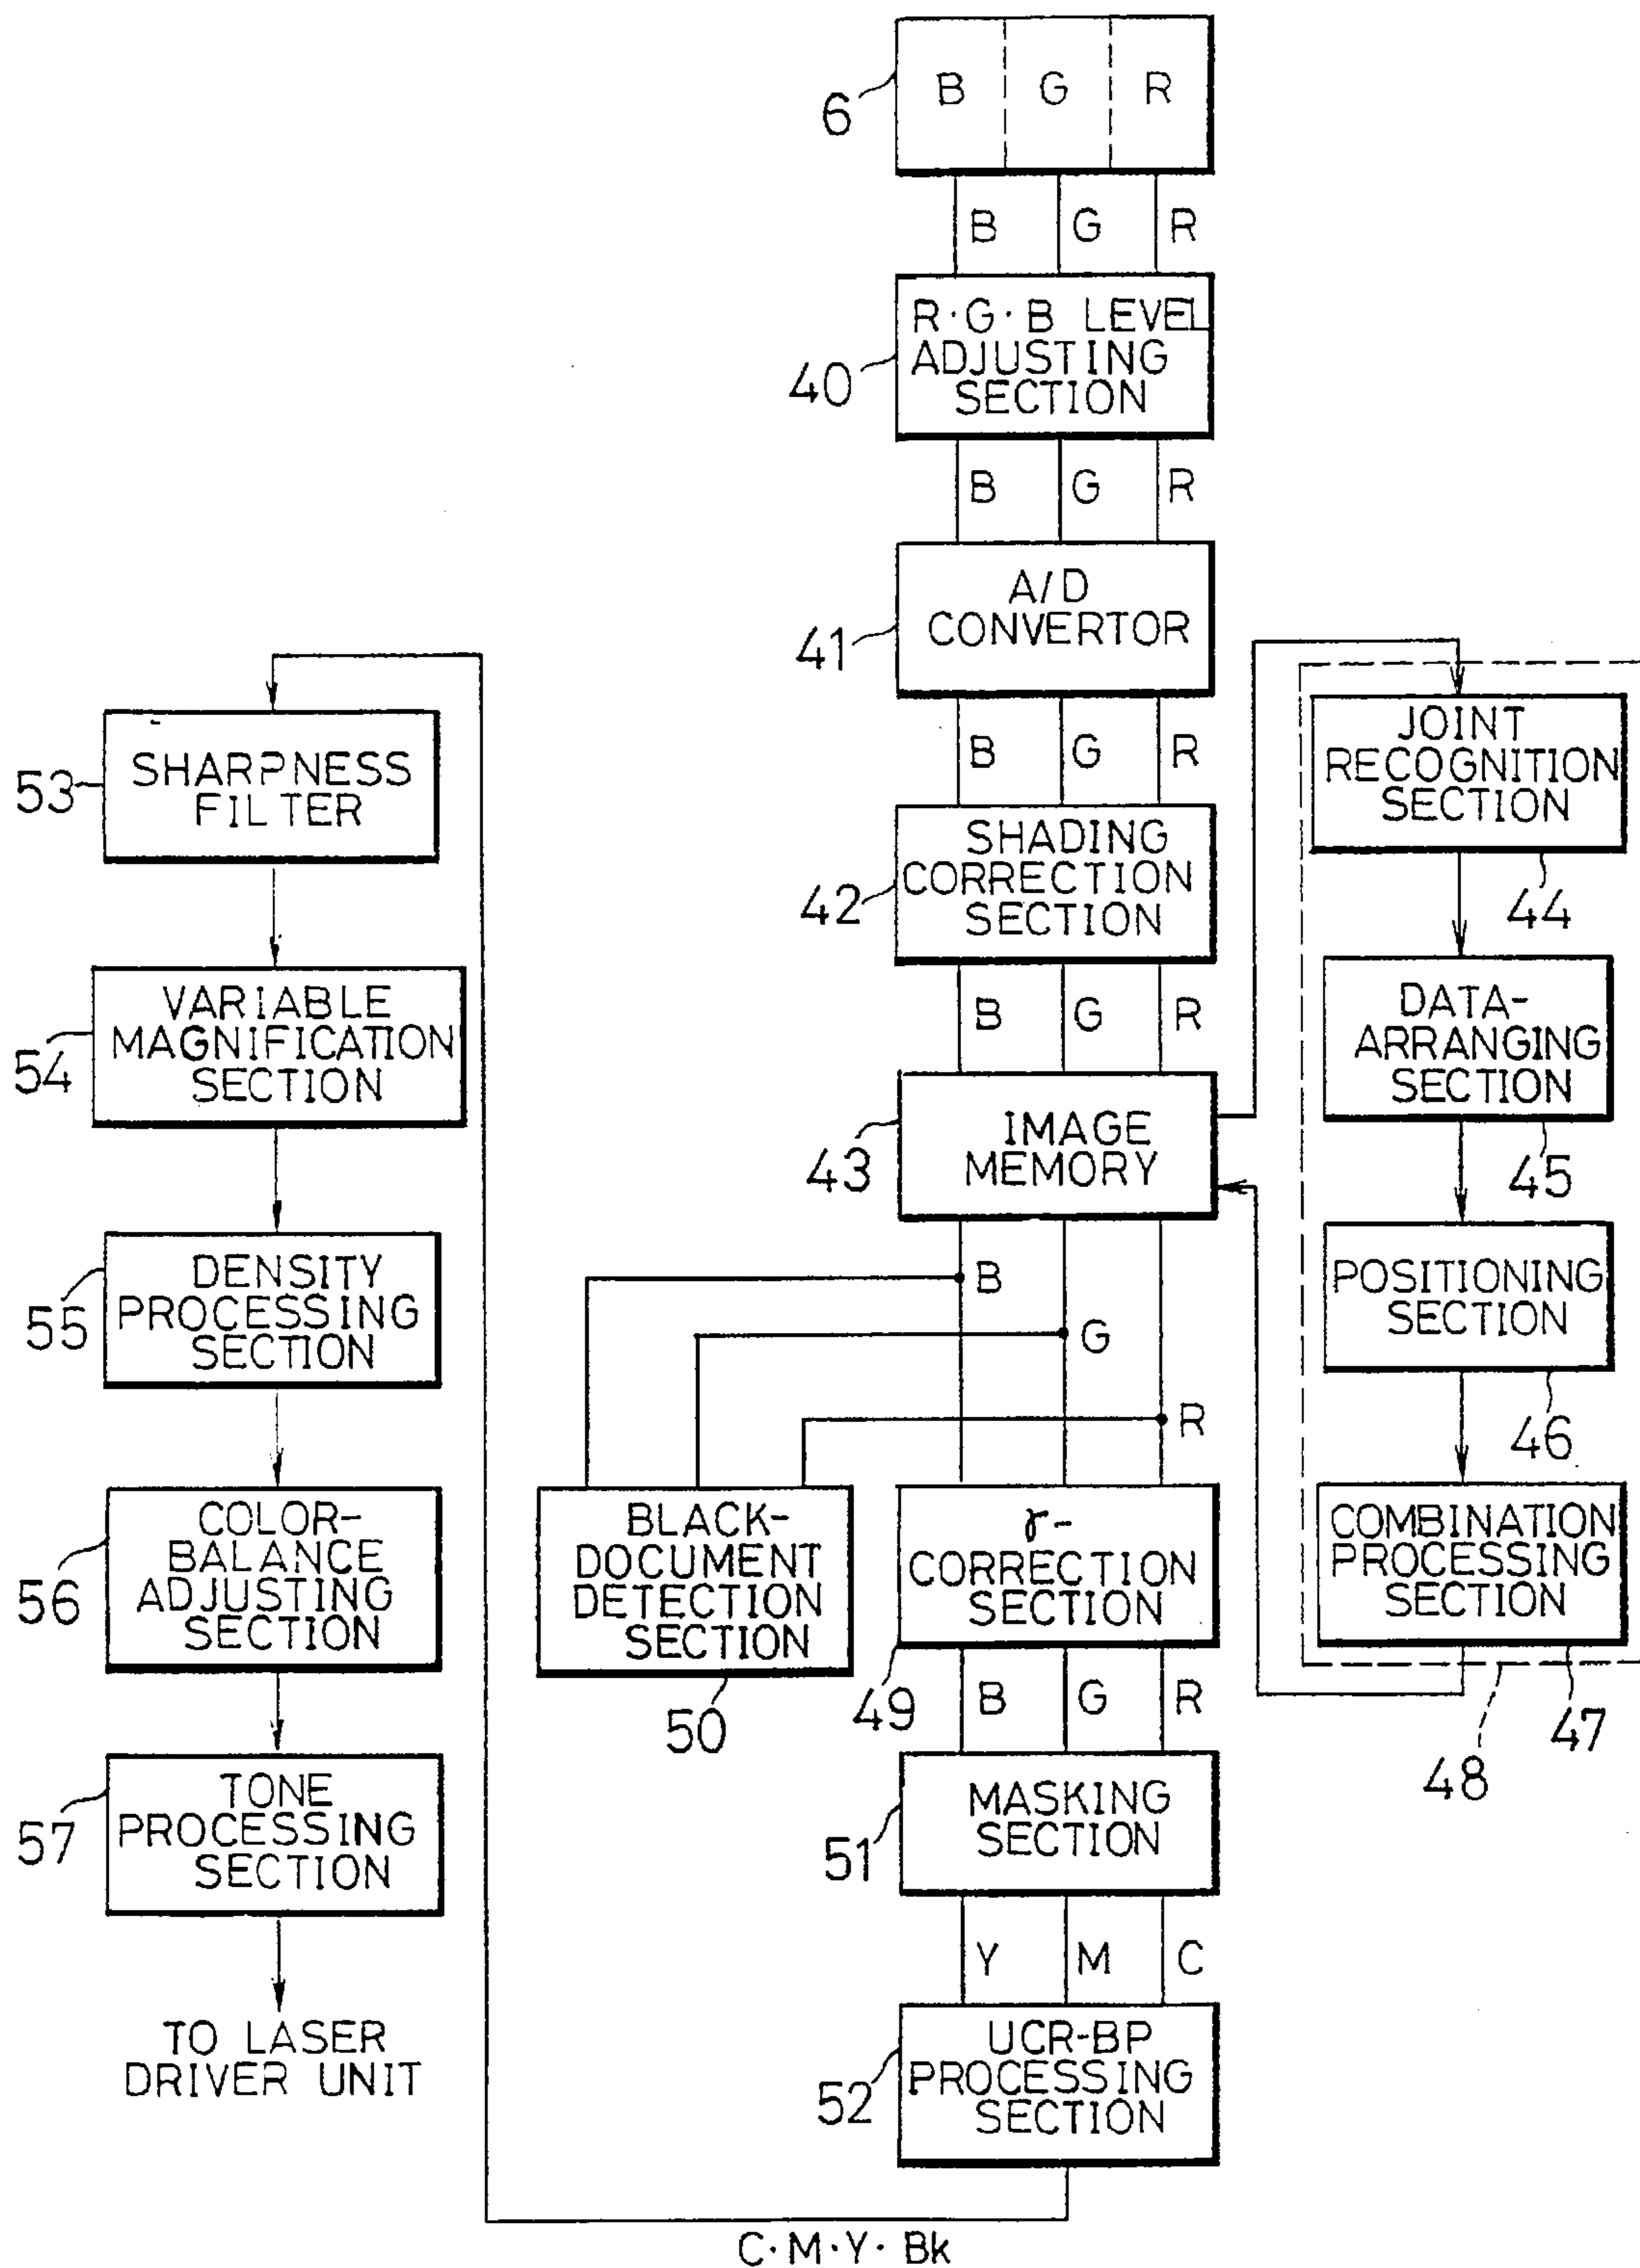 B G R
6
B G R
R·G·B LEVEL
ADJUSTING
SECTION
40
B G R
A/D
CONVERTOR
41
B G R
SHADING
CORRECTION
SECTION
42
B G R
IMAGE
MEMORY
43
JOINT
RECOGNITION
SECTION
44
DATA-
ARRANGING
SECTION
45
POSITIONING
SECTION
46
COMBINATION
PROCESSING
SECTION
47
48
B
G
R
BLACK-
DOCUMENT
DETECTION
SECTION
50
γ-
CORRECTION
SECTION
49
B G R
MASKING
SECTION
51
Y M C
UCR-BP
PROCESSING
SECTION
52
C·M·Y·Bk
SHARPNESS
FILTER
53
VARIABLE
MAGNIFICATION
SECTION
54
DENSITY
PROCESSING
SECTION
55
COLOR-
BALANCE
ADJUSTING
SECTION
56
TONE
PROCESSING
SECTION
57
TO LASER
DRIVER UNIT